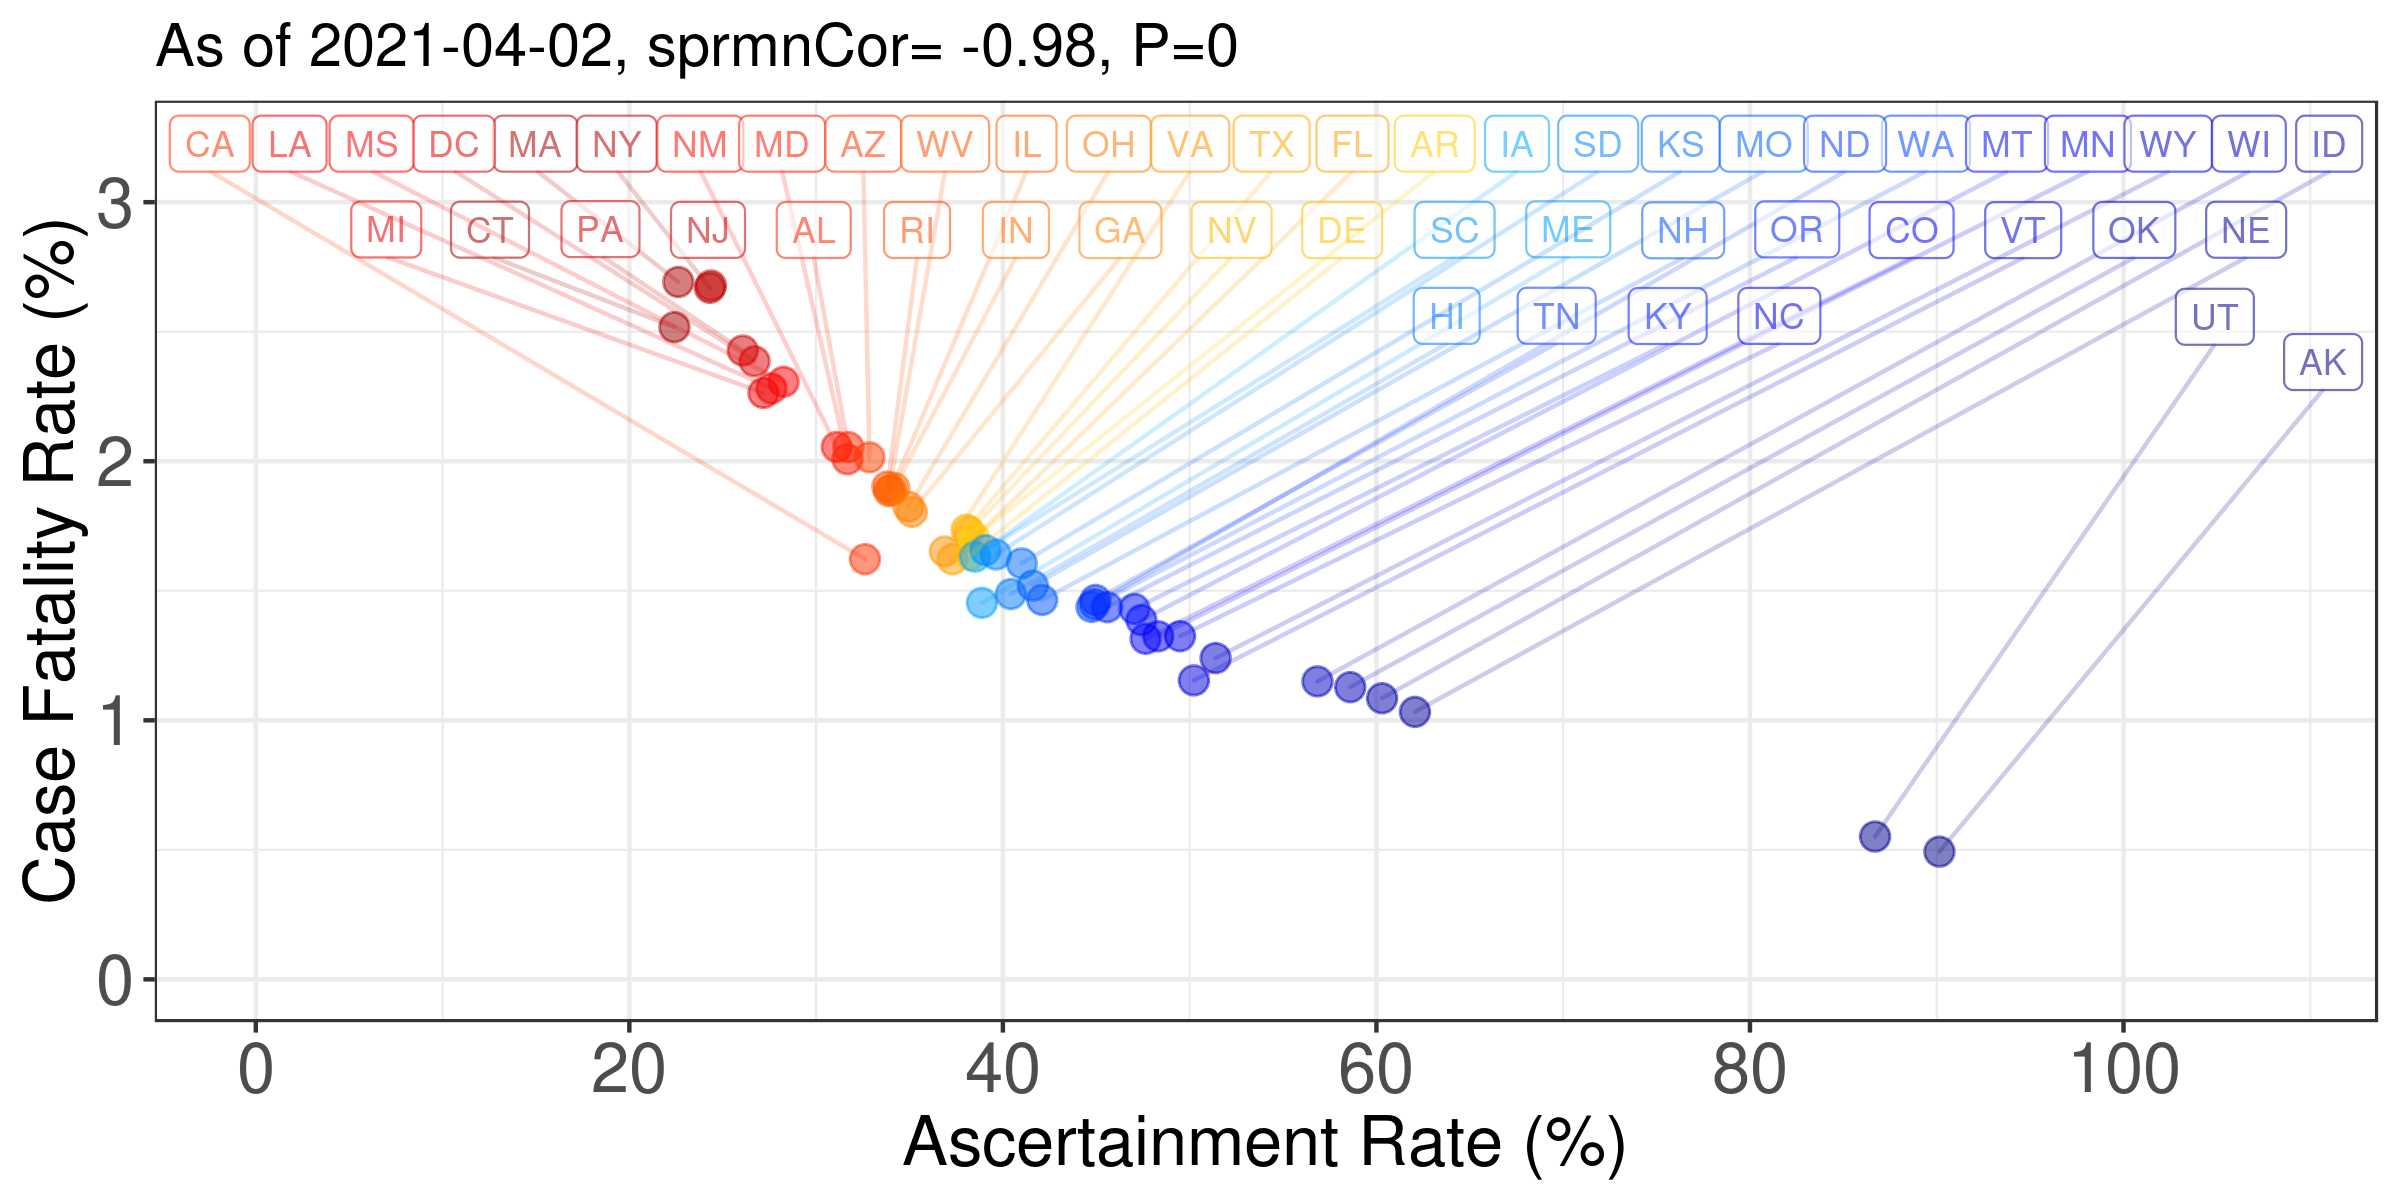 As of 2021-04-02, sprmnCor= -0.98, P=0
CA LA MS DC MA NY NM MD AZ WV IL OH VA TX FL AR IA SD KS MO ND WA MT MN WY WI ID
MI CT PA NJ AL RI IN GA NV DE SC ME NH OR CO VT OK NE
HI TN KY NC UT
AK
3
2
1
0
Case Fatality Rate (%)
0 20 40 60 80 100
Ascertainment Rate (%)